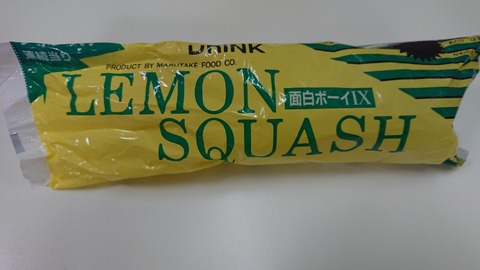 DRINK
PRODUCT BY MARUTAKE FOOD CO.
LEMON
面白ボーイIX
SQUASH